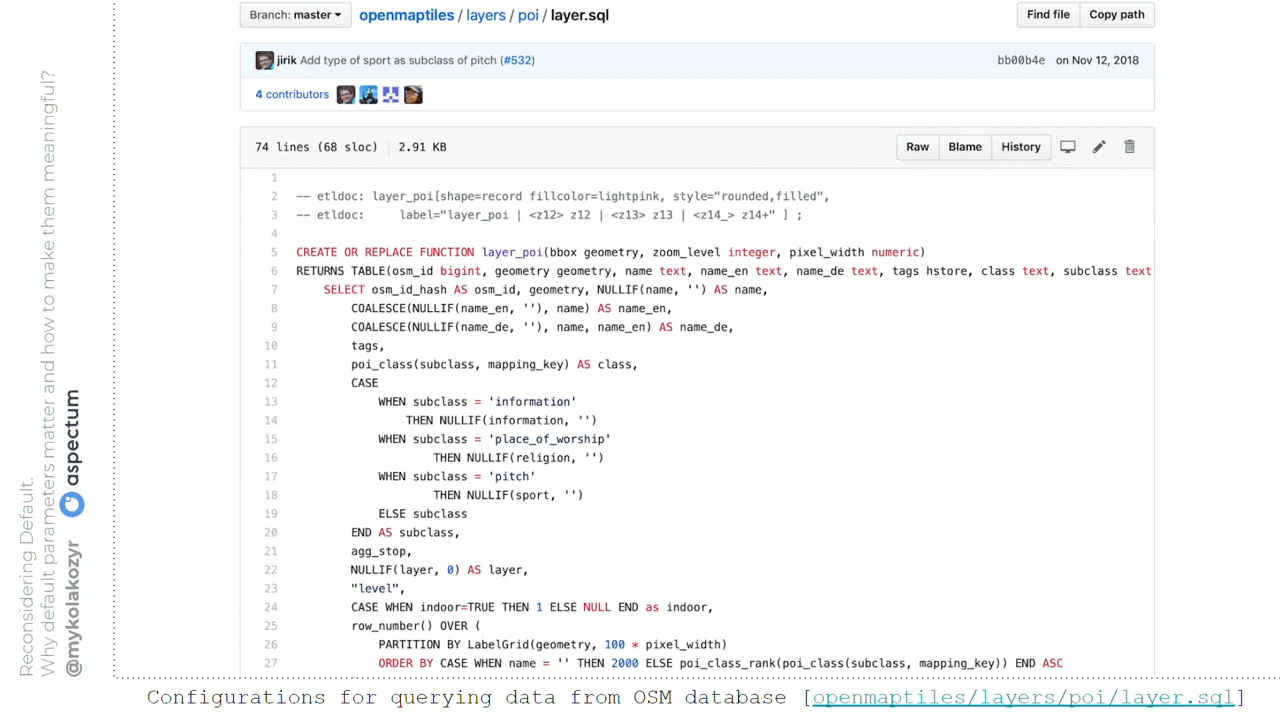 Branch: master
openmaptiles / layers / poi / layer.sql
Find file
Copy path
jirik Add type of sport as subclass of pitch (#532)
bb00b4e on Nov 12, 2018
4 contributors
74 lines (68 sloc) 2.91 KB
Raw
Blame
History
1
2 -- etldoc: layer_poi[shape=record fillcolor=lightpink, style="rounded,filled",
3 -- etldoc:     label="layer_poi | <z12> z12 | <z13> z13 | <z14_> z14+" ] ;
4
5 CREATE OR REPLACE FUNCTION layer_poi(bbox geometry, zoom_level integer, pixel_width numeric)
6 RETURNS TABLE(osm_id bigint, geometry geometry, name text, name_en text, name_de text, tags hstore, class text, subclass text
7     SELECT osm_id_hash AS osm_id, geometry, NULLIF(name, '') AS name,
8         COALESCE(NULLIF(name_en, ''), name) AS name_en,
9         COALESCE(NULLIF(name_de, ''), name, name_en) AS name_de,
10         tags,
11         poi_class(subclass, mapping_key) AS class,
12         CASE
13             WHEN subclass = 'information'
14                 THEN NULLIF(information, '')
15             WHEN subclass = 'place_of_worship'
16                     THEN NULLIF(religion, '')
17             WHEN subclass = 'pitch'
18                     THEN NULLIF(sport, '')
19             ELSE subclass
20         END AS subclass,
21         agg_stop,
22         NULLIF(layer, 0) AS layer,
23         "level",
24         CASE WHEN indoor=TRUE THEN 1 ELSE NULL END as indoor,
25         row_number() OVER (
26             PARTITION BY LabelGrid(geometry, 100 * pixel_width)
27             ORDER BY CASE WHEN name = '' THEN 2000 ELSE poi_class_rank(poi_class(subclass, mapping_key)) END ASC
Reconsidering Default.
Why default parameters matter and how to make them meaningful?
@mykolakozyr aspectum
Configurations for querying data from OSM database [openmaptiles/layers/poi/layer.sql]